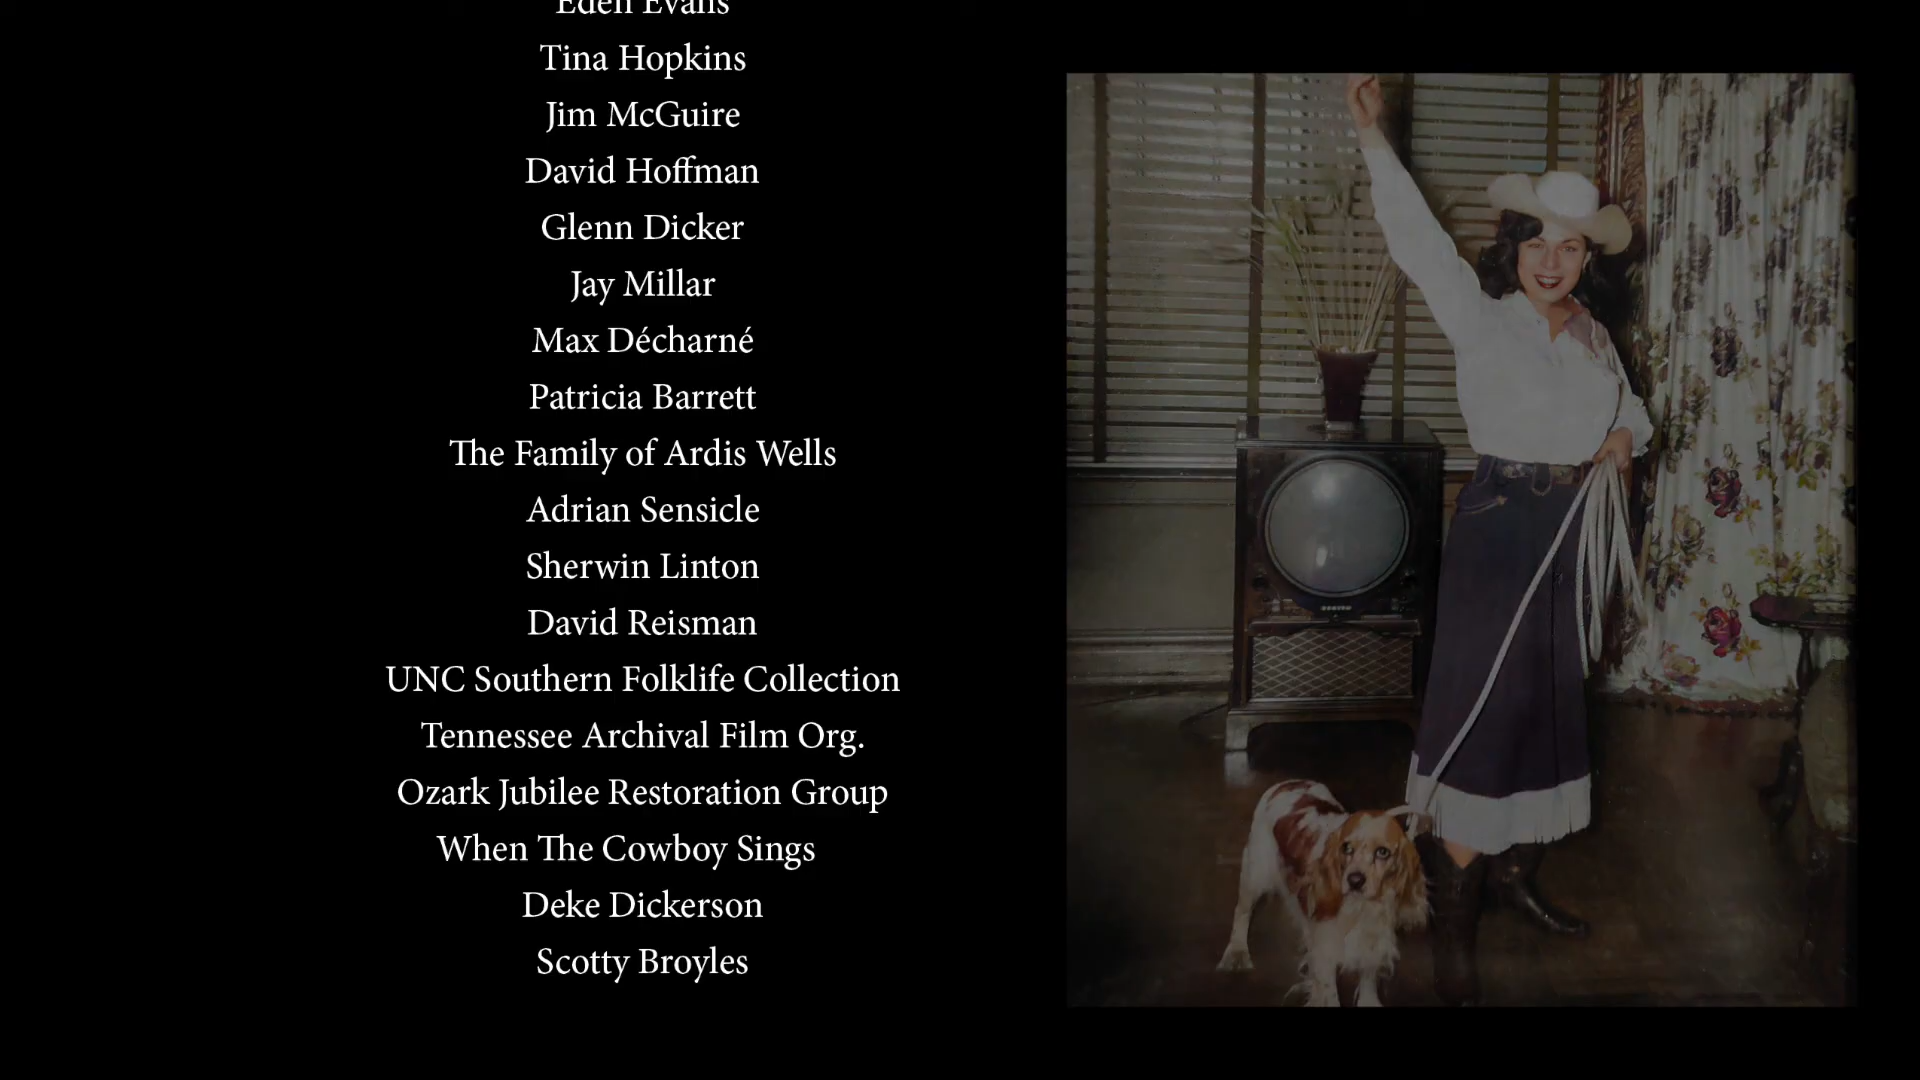 Eden Evans
Tina Hopkins
Jim McGuire
David Hoffman
Glenn Dicker
Jay Millar
Max Décharné
Patricia Barrett
The Family of Ardis Wells
Adrian Sensicle
Sherwin Linton
David Reisman
UNC Southern Folklife Collection
Tennessee Archival Film Org.
Ozark Jubilee Restoration Group
When The Cowboy Sings
Deke Dickerson
Scotty Broyles